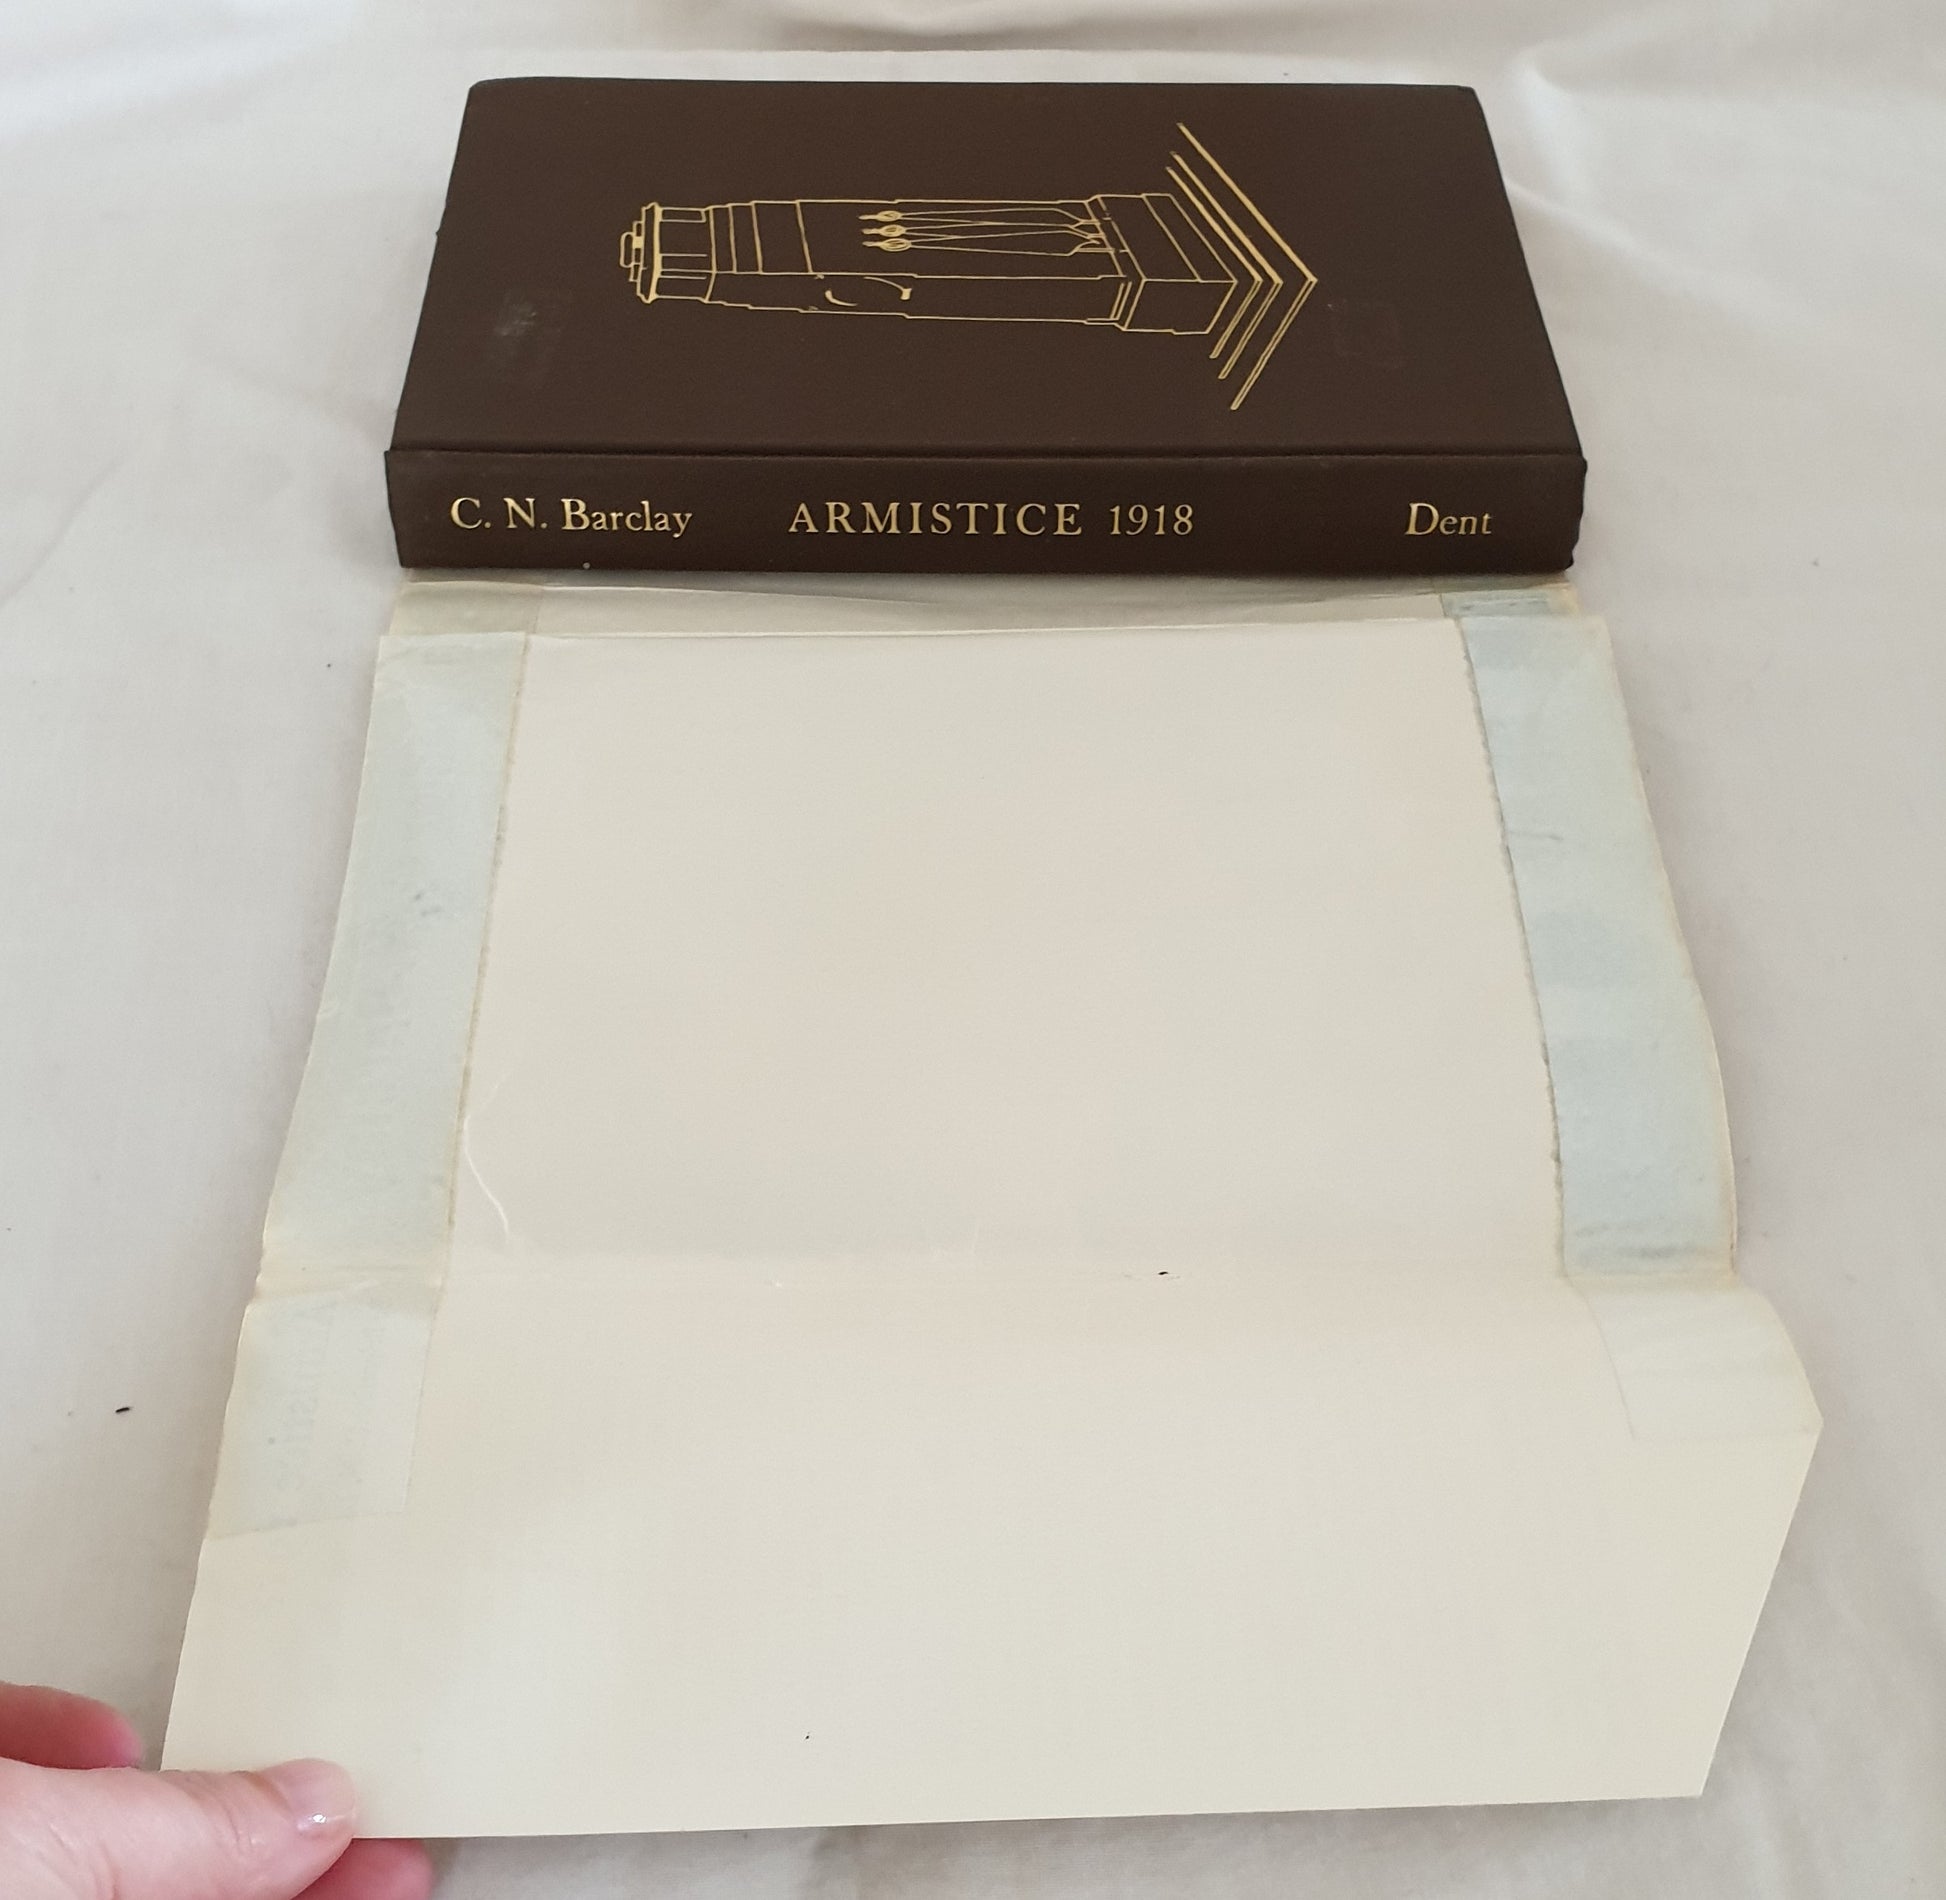 C. N. Barclay ARMISTICE 1918 Dent